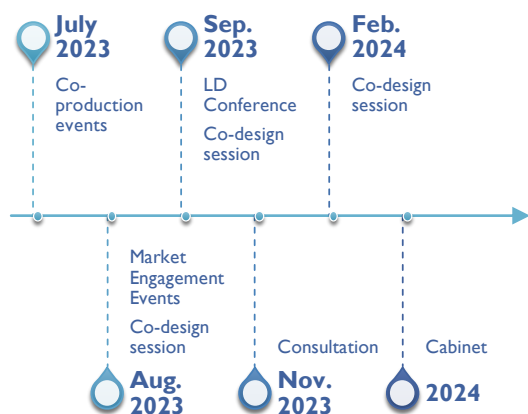 July
2023
Co-
production
events
Sep.
2023
LD
Conference
Co-design
session
Feb.
2024
Co-design
session
Market
Engagement
Events
Co-design
session
Aug.
2023
Consultation
Nov.
2023
Cabinet
2024